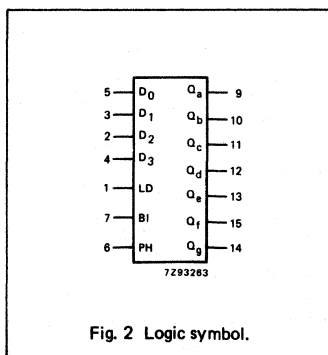 5 D0 Qa 9
3 D1 Qb 10
2 D2 Qc 11
4 D3 Qd 12
1 LD Qe 13
7 BI Qf 15
6 PH Qg 14
7Z93263
Fig. 2 Logic symbol.